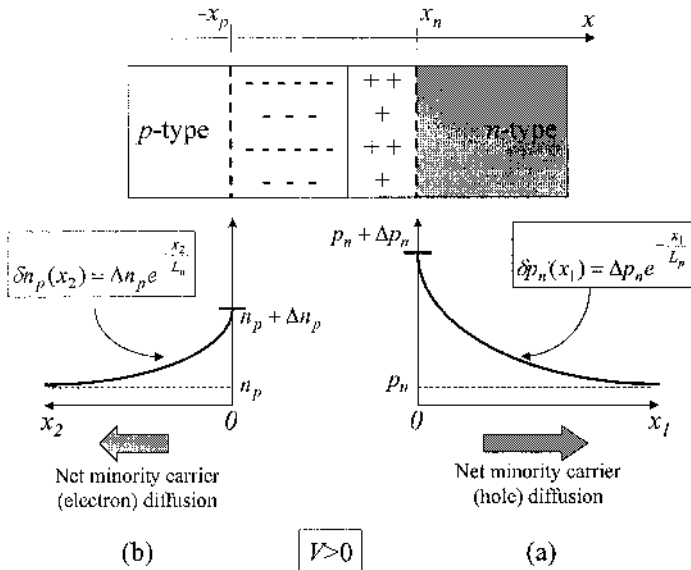 -x_p x_n x
p-type n-type
- - - - - - + +
- - - - +
- - - - - - + +
- - - - +
p_n + Δp_n
δn_p(x_2) = Δn_p e^{-x_2/L_n}
δp_n(x_1) = Δp_n e^{-x_1/L_p}
n_p + Δn_p
n_p p_n
x_2 0 0 x_1
Net minority carrier
(electron) diffusion
Net minority carrier
(hole) diffusion
(b) V>0 (a)